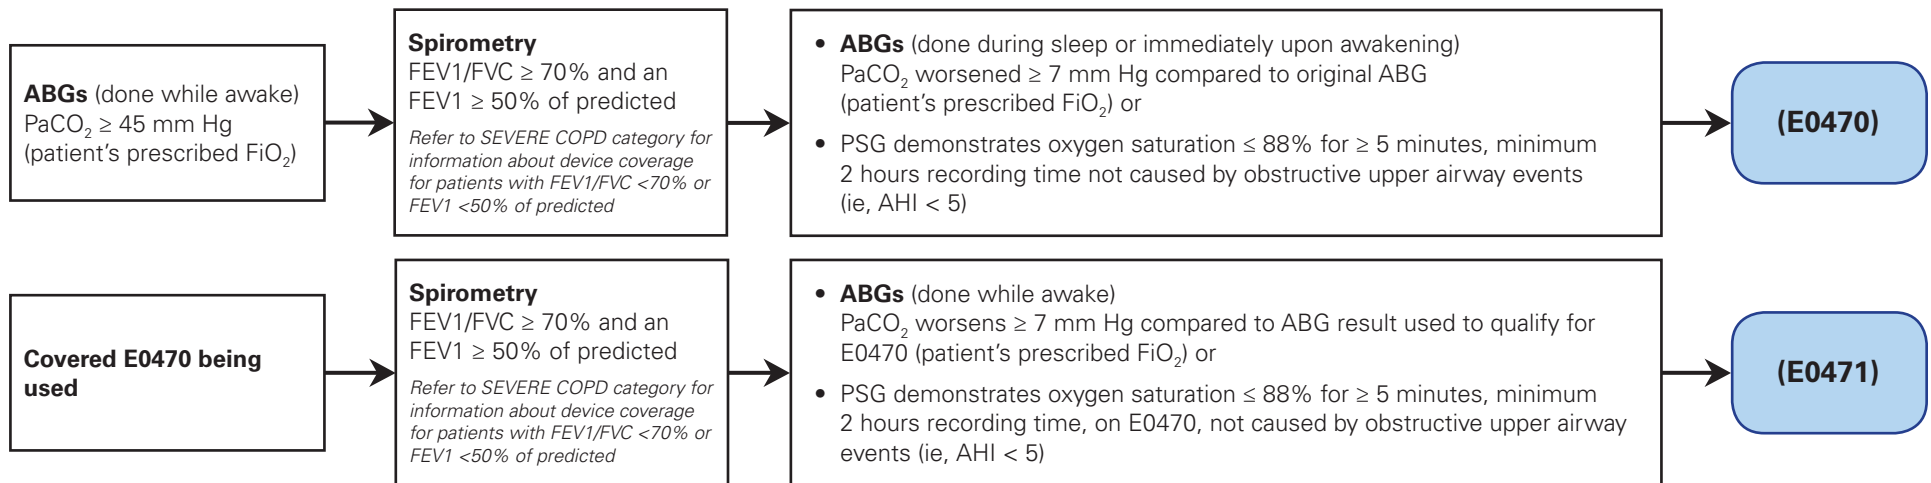 ABGs (done while awake)
PaCO₂ ≥ 45 mm Hg
(patient's prescribed FiO₂)
Spirometry
FEV1/FVC ≥ 70% and an
FEV1 ≥ 50% of predicted
Refer to SEVERE COPD category for
information about device coverage
for patients with FEV1/FVC <70% or
FEV1 <50% of predicted
• ABGs (done during sleep or immediately upon awakening)
PaCO₂ worsened ≥ 7 mm Hg compared to original ABG
(patient's prescribed FiO₂) or
• PSG demonstrates oxygen saturation ≤ 88% for ≥ 5 minutes, minimum
2 hours recording time not caused by obstructive upper airway events
(ie, AHI < 5)
(E0470)
Covered E0470 being
used
Spirometry
FEV1/FVC ≥ 70% and an
FEV1 ≥ 50% of predicted
Refer to SEVERE COPD category for
information about device coverage
for patients with FEV1/FVC <70% or
FEV1 <50% of predicted
• ABGs (done while awake)
PaCO₂ worsens ≥ 7 mm Hg compared to ABG result used to qualify for
E0470 (patient's prescribed FiO₂) or
• PSG demonstrates oxygen saturation ≤ 88% for ≥ 5 minutes, minimum
2 hours recording time, on E0470, not caused by obstructive upper airway
events (ie, AHI < 5)
(E0471)